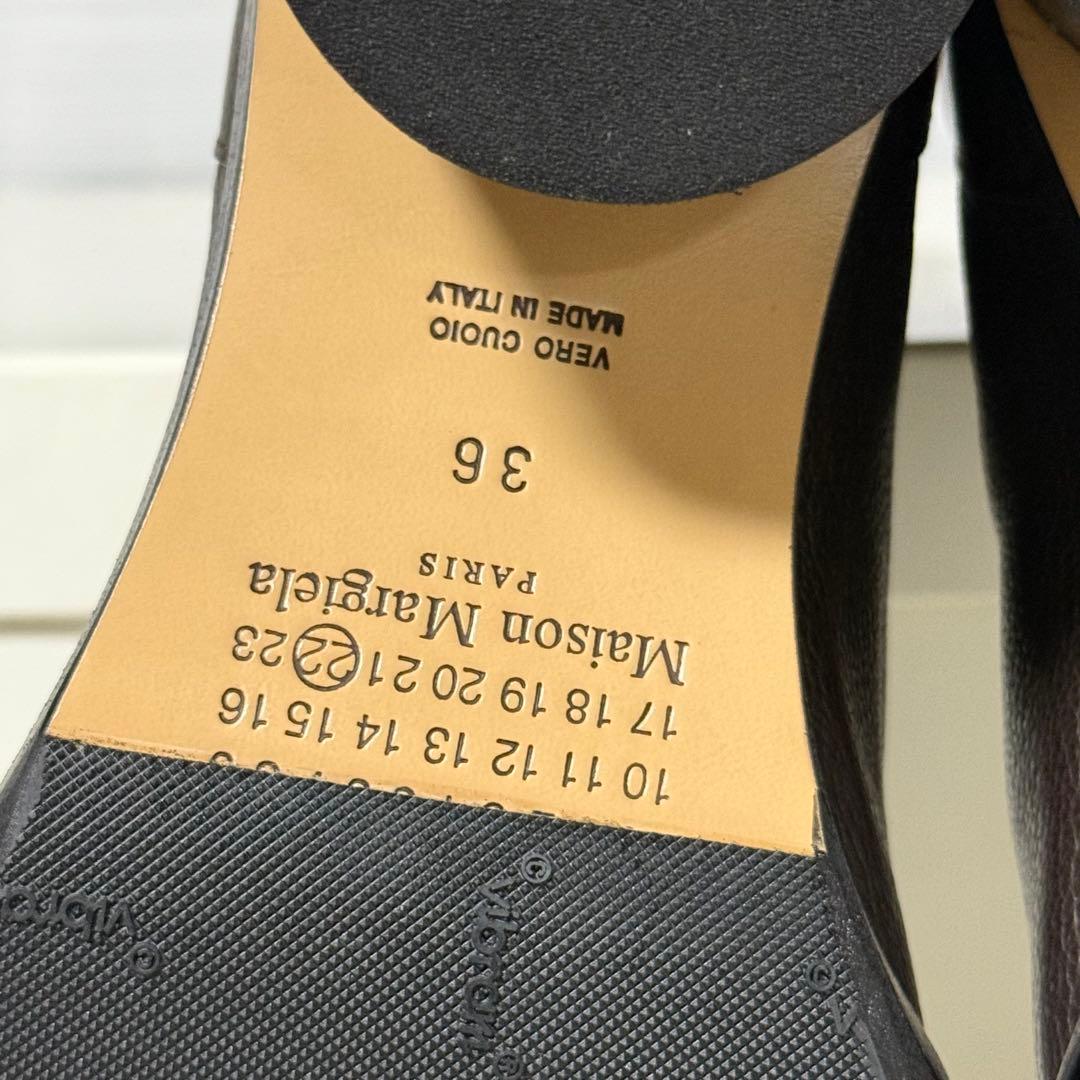 10 11 12 13 14 15 16
17 18 19 20 21 22 23
Maison Margiela
PARIS
36
VERO CUOIO
MADE IN ITALY
vibram